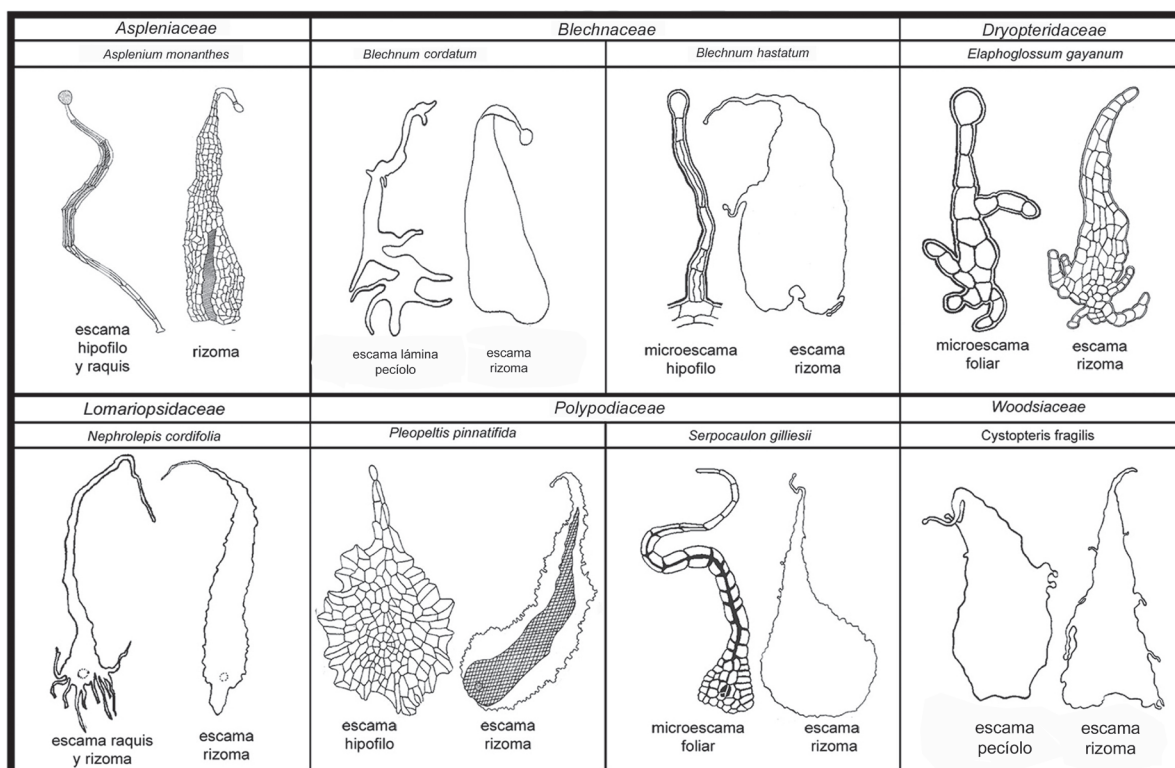 Aspleniaceae
Blechnaceae
Dryopteridaceae
Asplenium monanthes
Blechnum cordatum
Blechnum hastatum
Elaphoglossum gayanum
escama
hipofilo
y raquis
rizoma
escama lámina
pecíolo
escama
rizoma
microescama
hipofilo
escama
rizoma
microescama
foliar
escama
rizoma
Lomariopsidaceae
Polypodiaceae
Woodsiaceae
Nephrolepis cordifolia
Pleopeltis pinnatifida
Serpocaulon gilliesii
Cystopteris fragilis
escama raquis
y rizoma
escama
rizoma
escama
hipofilo
escama
rizoma
microescama
foliar
escama
rizoma
escama
pecíolo
escama
rizoma